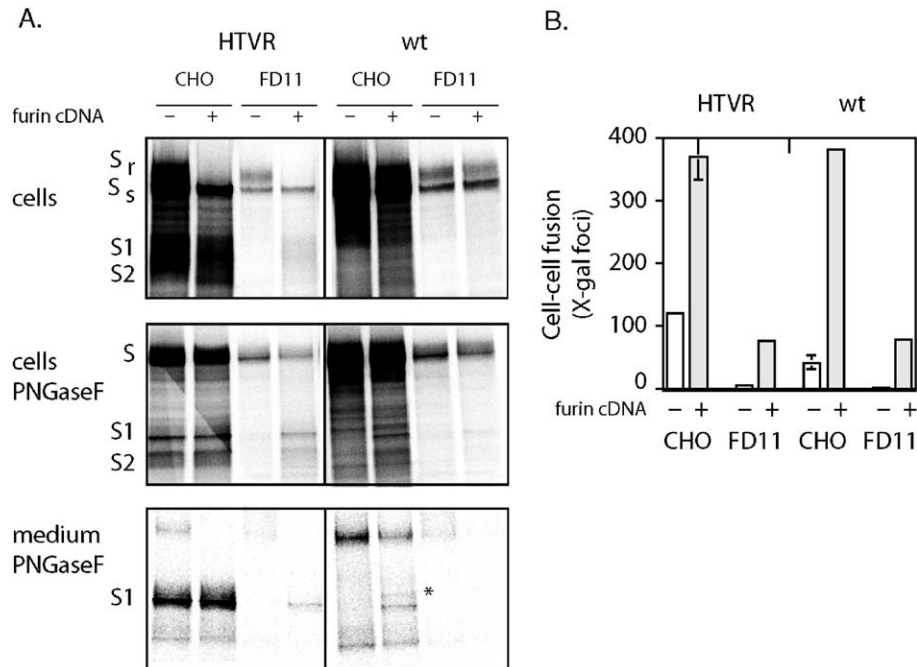 A.
HTVR wt
CHO FD11 CHO FD11
furin cDNA − + − + − + − +
cells
S r
S s
S1
S2
cells
PNGaseF
S
S1
S2
medium
PNGaseF
S1
*
B.
HTVR wt
Cell-cell fusion
(X-gal foci)
400
300
200
100
0
furin cDNA − + − + − + − +
CHO FD11 CHO FD11